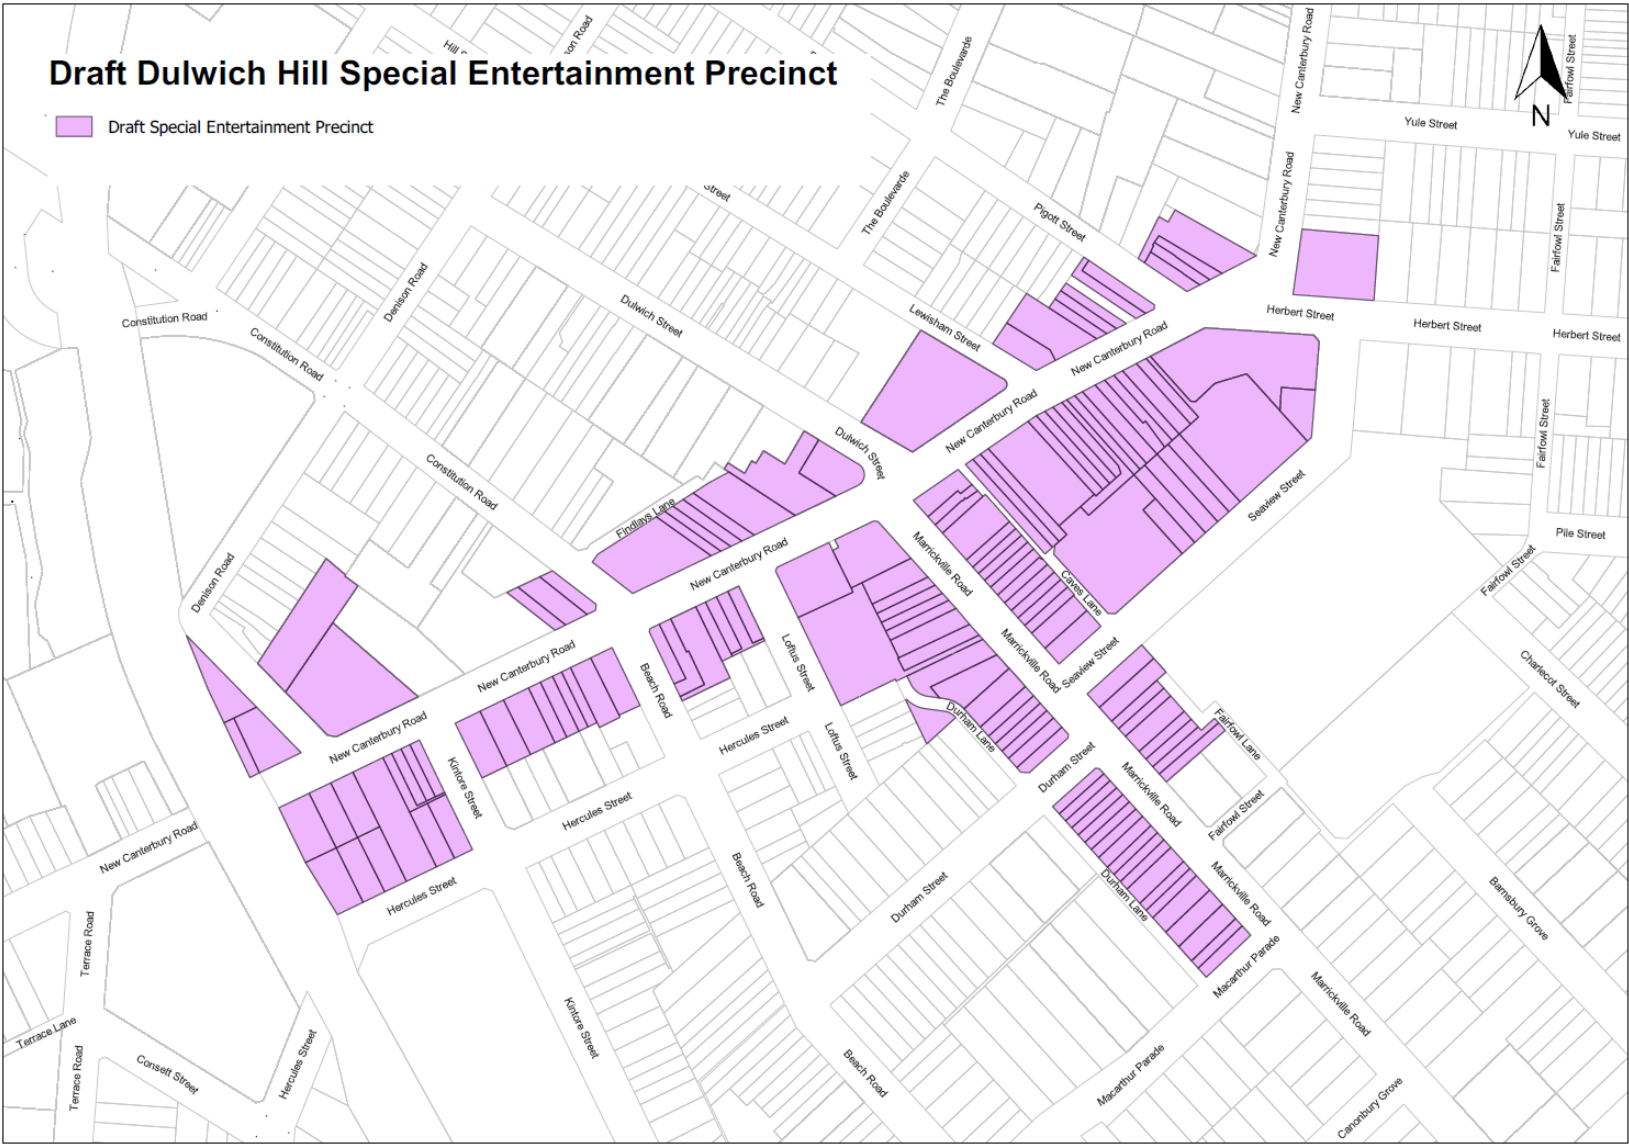 son Road
Hill S
Draft Dulwich Hill Special Entertainment Precinct
Draft Special Entertainment Precinct
The Boulevarde
New Canterbury Road
Fairfowl Street
N
Yule Street
Yule Street
Street
The Boulevarde
Pigott Street
New Canterbury Road
Fairfowl Street
Constitution Road
Denison Road
Constitution Road
Dulwich Street
Lewisham Street
New Canterbury Road
Herbert Street
Herbert Street
Herbert Street
New Canterbury Road
Dulwich Street
Fairfowl Street
Constitution Road
Findlays Lane
Seaview Street
Pile Street
Denison Road
New Canterbury Road
Marrickville Road
Caves Lane
Fairfowl Street
New Canterbury Road
Beach Road
Loftus Street
Marrickville Road
Seaview Street
Charlecot Street
New Canterbury Road
Hercules Street
Loftus Street
Durham Lane
Fairfowl Lane
Kintore Street
Durham Street
Marrickville Road
Fairfowl Street
Hercules Street
New Canterbury Road
Hercules Street
Beach Road
Durham Street
Durham Lane
Marrickville Road
Barnsbury Grove
Terrace Road
Macarthur Parade
Marrickville Road
Terrace Lane
Kintore Street
Terrace Road
Consett Street
Hercules Street
Beach Road
Macarthur Parade
Canonbury Grove